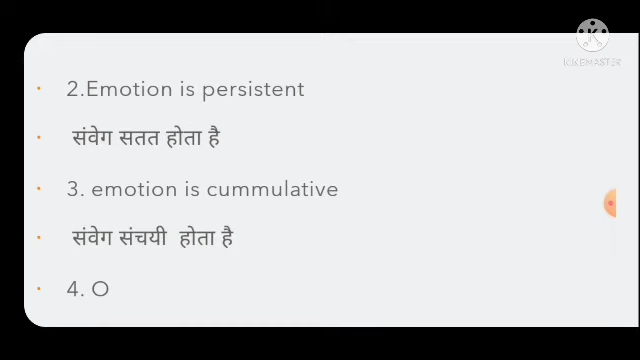 KINEMASTER
2.Emotion is persistent
संवेग सतत होता है
3. emotion is cummulative
संवेग संचयी होता है
4. O